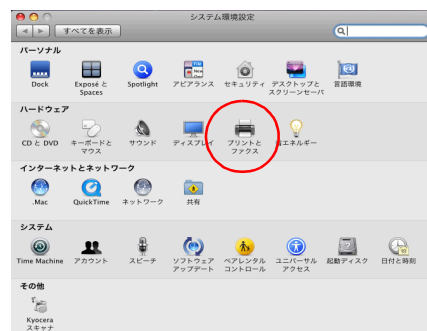 システム環境設定
すべてを表示
パーソナル
Dock
Exposé と
Spaces
Spotlight
アピアランス
セキュリティ
デスクトップと
スクリーンセーバ
言語環境
ハードウェア
CD と DVD
キーボードと
マウス
サウンド
ディスプレイ
プリントと
ファクス
省エネルギー
インターネットとネットワーク
.Mac
QuickTime
ネットワーク
共有
システム
Time Machine
アカウント
スピーチ
ソフトウェア
アップデート
ペアレンタル
コントロール
ユニバーサル
アクセス
起動ディスク
日付と時刻
その他
Kyocera
スキャナ